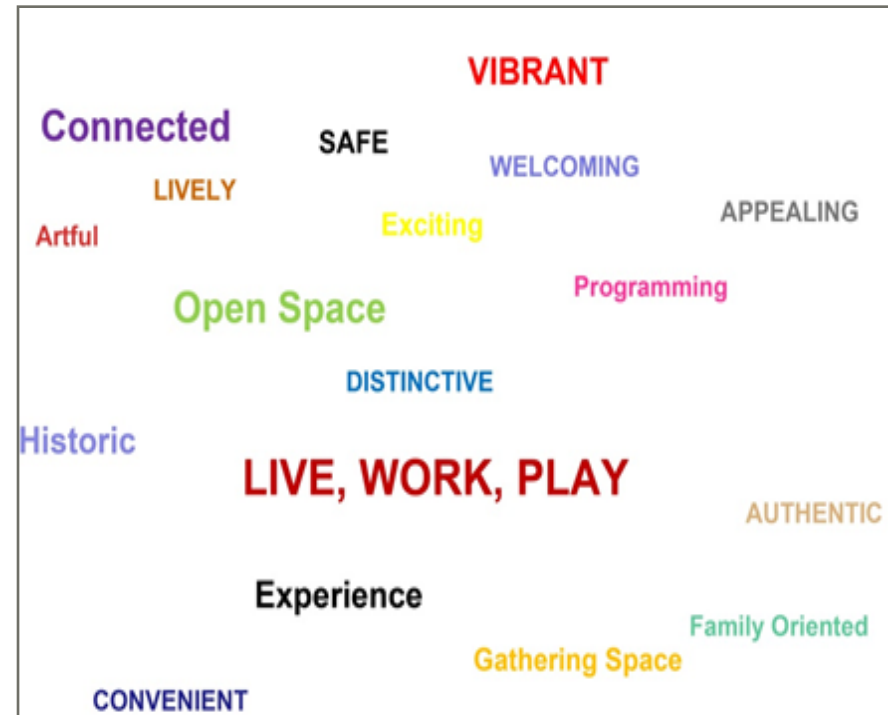 VIBRANT
Connected
SAFE
WELCOMING
LIVELY
APPEALING
Exciting
Artful
Programming
Open Space
DISTINCTIVE
Historic
LIVE, WORK, PLAY
AUTHENTIC
Experience
Family Oriented
Gathering Space
CONVENIENT